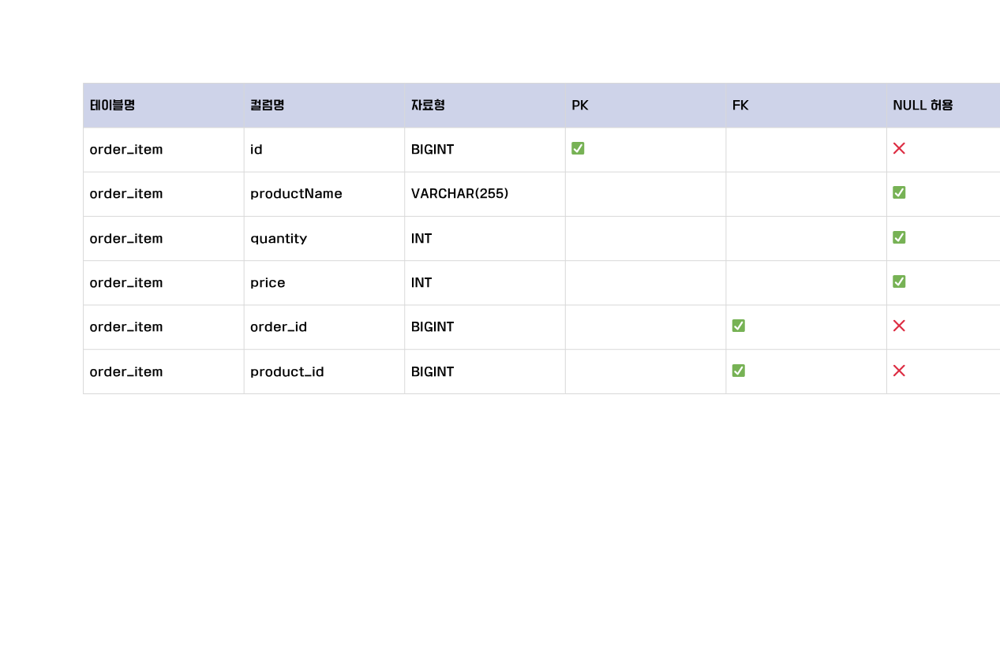 테이블명 컬럼명 자료형 PK FK NULL 허용
order_item id BIGINT ✅ ❌
order_item productName VARCHAR(255) ✅
order_item quantity INT ✅
order_item price INT ✅
order_item order_id BIGINT ✅ ❌
order_item product_id BIGINT ✅ ❌